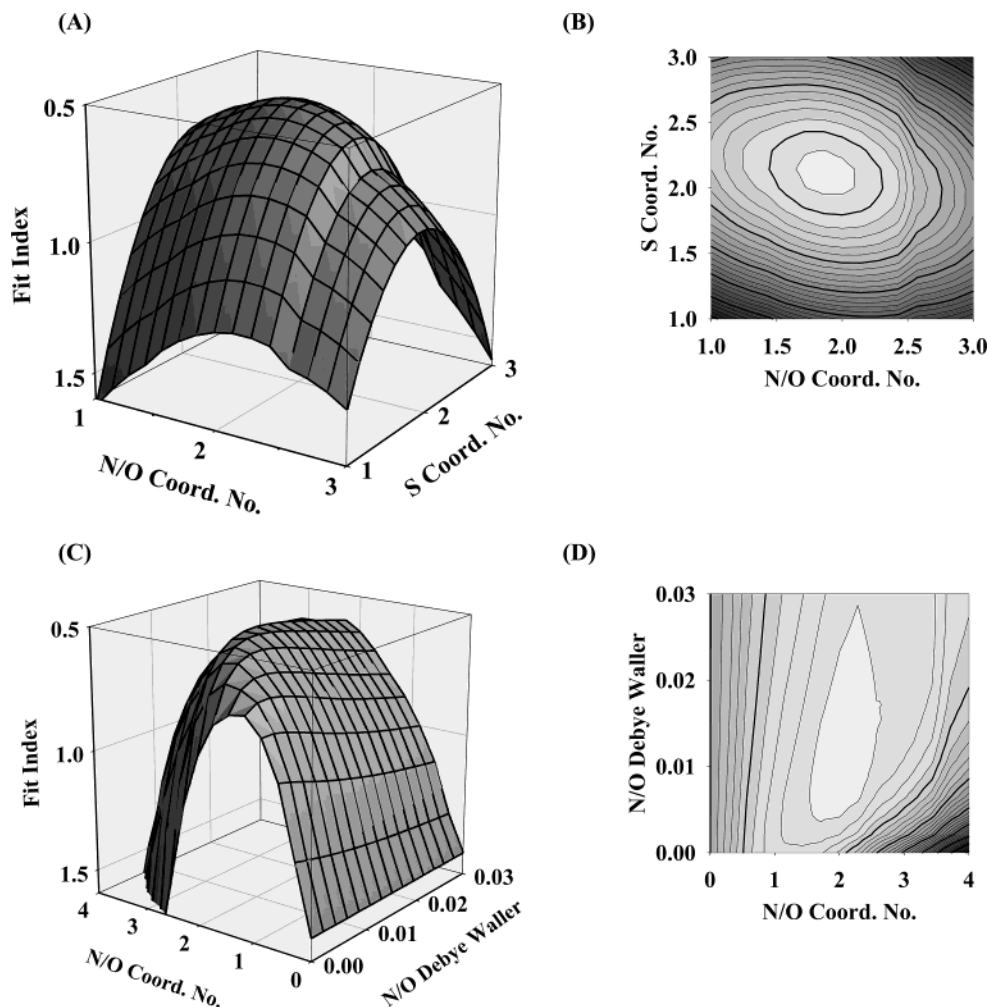 (A)
0.5
1.0
1.5
Fit Index
1
2
3
N/O Coord. No.
1
2
3
S Coord. No.
(B)
3.0
2.5
2.0
1.5
1.0
S Coord. No.
1.0 1.5 2.0 2.5 3.0
N/O Coord. No.
(C)
0.5
1.0
1.5
Fit Index
4
3
2
1
0
N/O Coord. No.
0.00
0.01
0.02
0.03
N/O Debye Waller
(D)
0.03
0.02
0.01
0.00
N/O Debye Waller
0 1 2 3 4
N/O Coord. No.